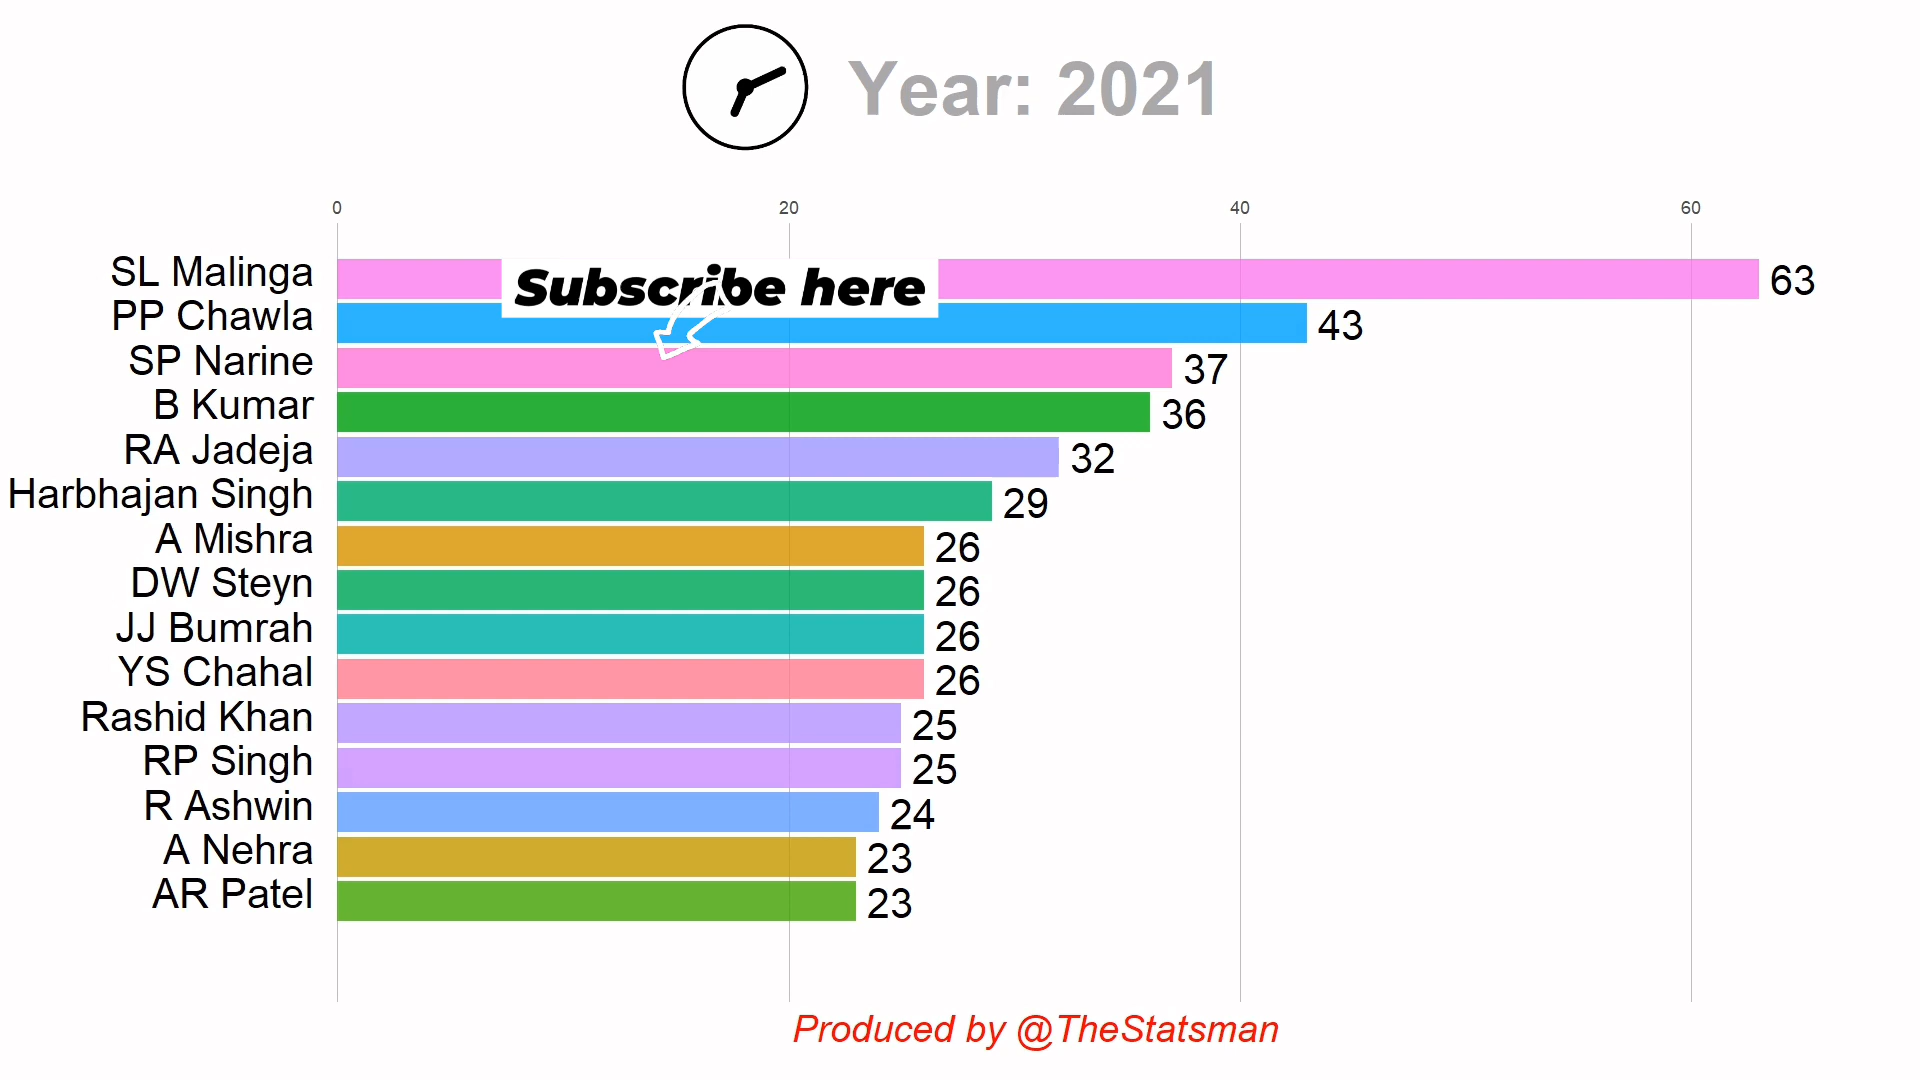 Year: 2021
0 20 40 60
SL Malinga 63
Subscribe here
PP Chawla 43
SP Narine 37
B Kumar 36
RA Jadeja 32
Harbhajan Singh 29
A Mishra 26
DW Steyn 26
JJ Bumrah 26
YS Chahal 26
Rashid Khan 25
RP Singh 25
R Ashwin 24
A Nehra 23
AR Patel 23
Produced by @TheStatsman